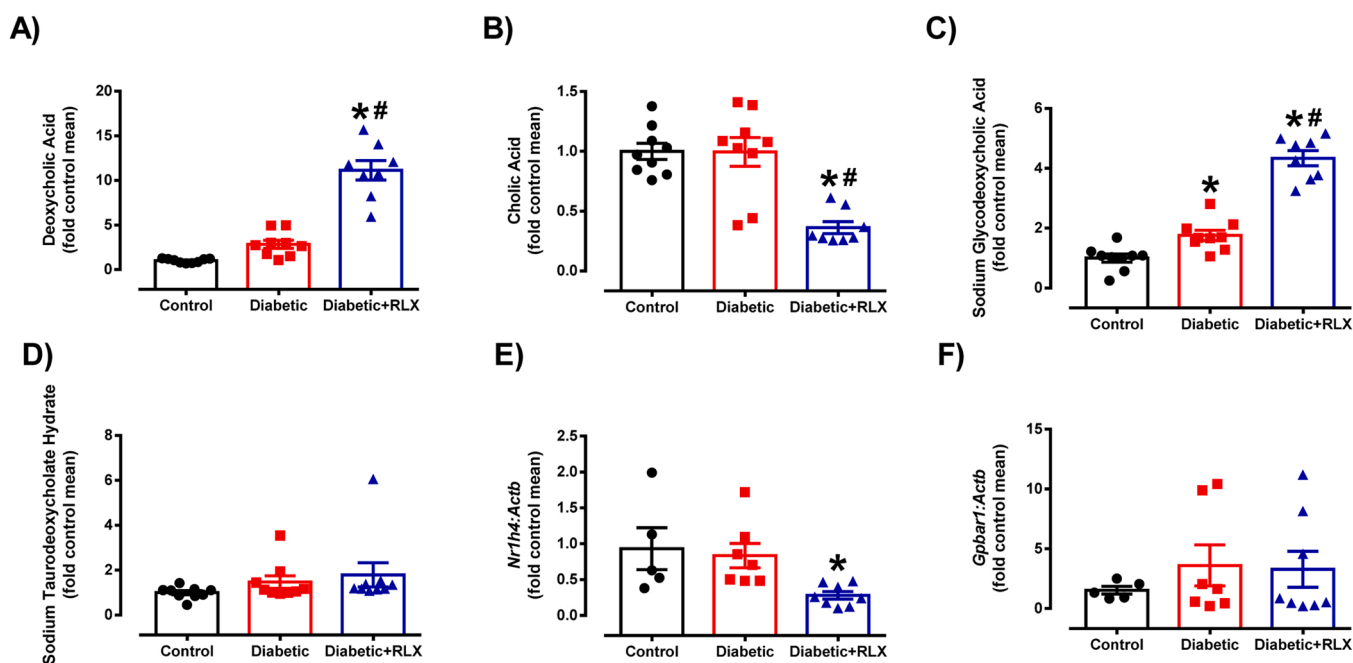 A)
Deoxycholic Acid
(fold control mean)
20
15
10
5
0
* #
Control
Diabetic
Diabetic+RLX
B)
Cholic Acid
(fold control mean)
1.5
1.0
0.5
0.0
* #
Control
Diabetic
Diabetic+RLX
C)
Sodium Glycodeoxycholic Acid
(fold control mean)
6
4
2
0
*
* #
Control
Diabetic
Diabetic+RLX
D)
Sodium Taurodeoxycholate Hydrate
(fold control mean)
8
6
4
2
0
Control
Diabetic
Diabetic+RLX
E)
Nr1h4:Actb
(fold control mean)
2.5
2.0
1.5
1.0
0.5
0.0
*
Control
Diabetic
Diabetic+RLX
F)
Gpbar1:Actb
(fold control mean)
15
10
5
0
Control
Diabetic
Diabetic+RLX